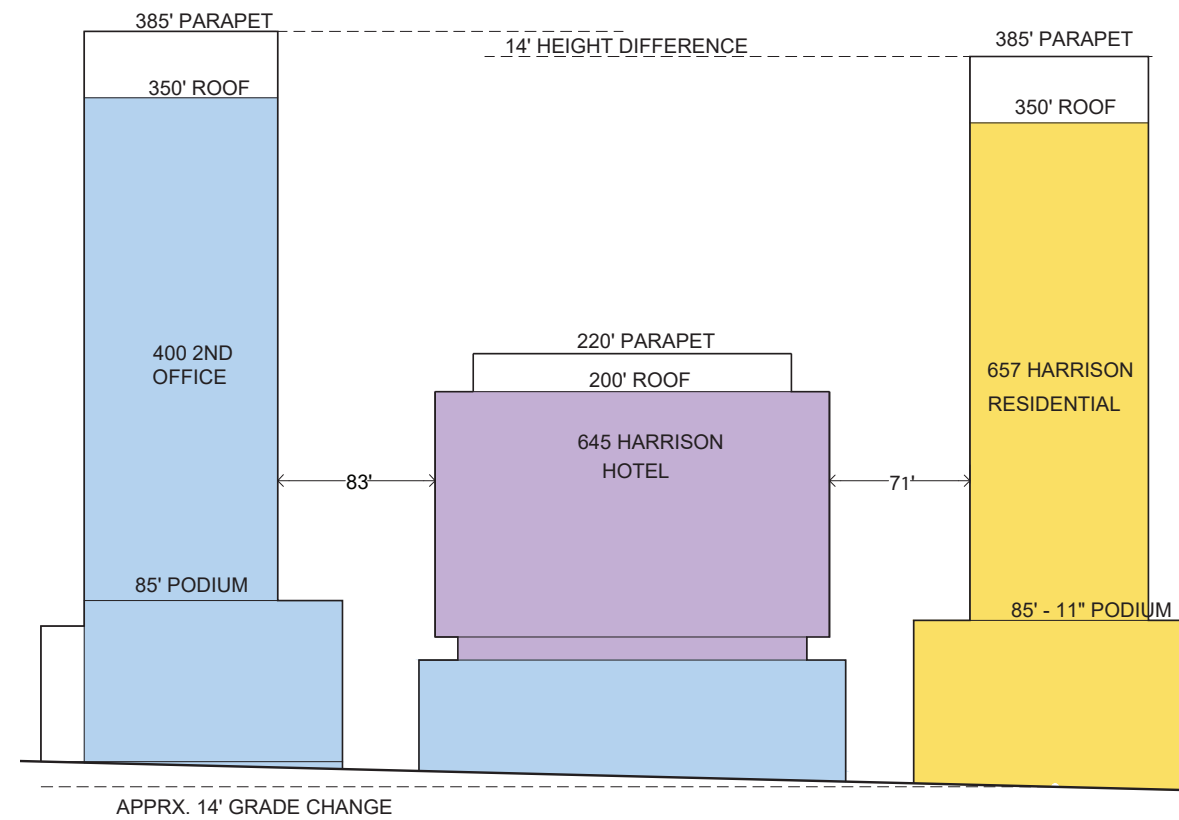 385' PARAPET
14' HEIGHT DIFFERENCE
385' PARAPET
350' ROOF
350' ROOF
220' PARAPET
200' ROOF
400 2ND
OFFICE
657 HARRISON
RESIDENTIAL
645 HARRISON
HOTEL
83'
71'
85' PODIUM
85' - 11" PODIUM
APPRX. 14' GRADE CHANGE